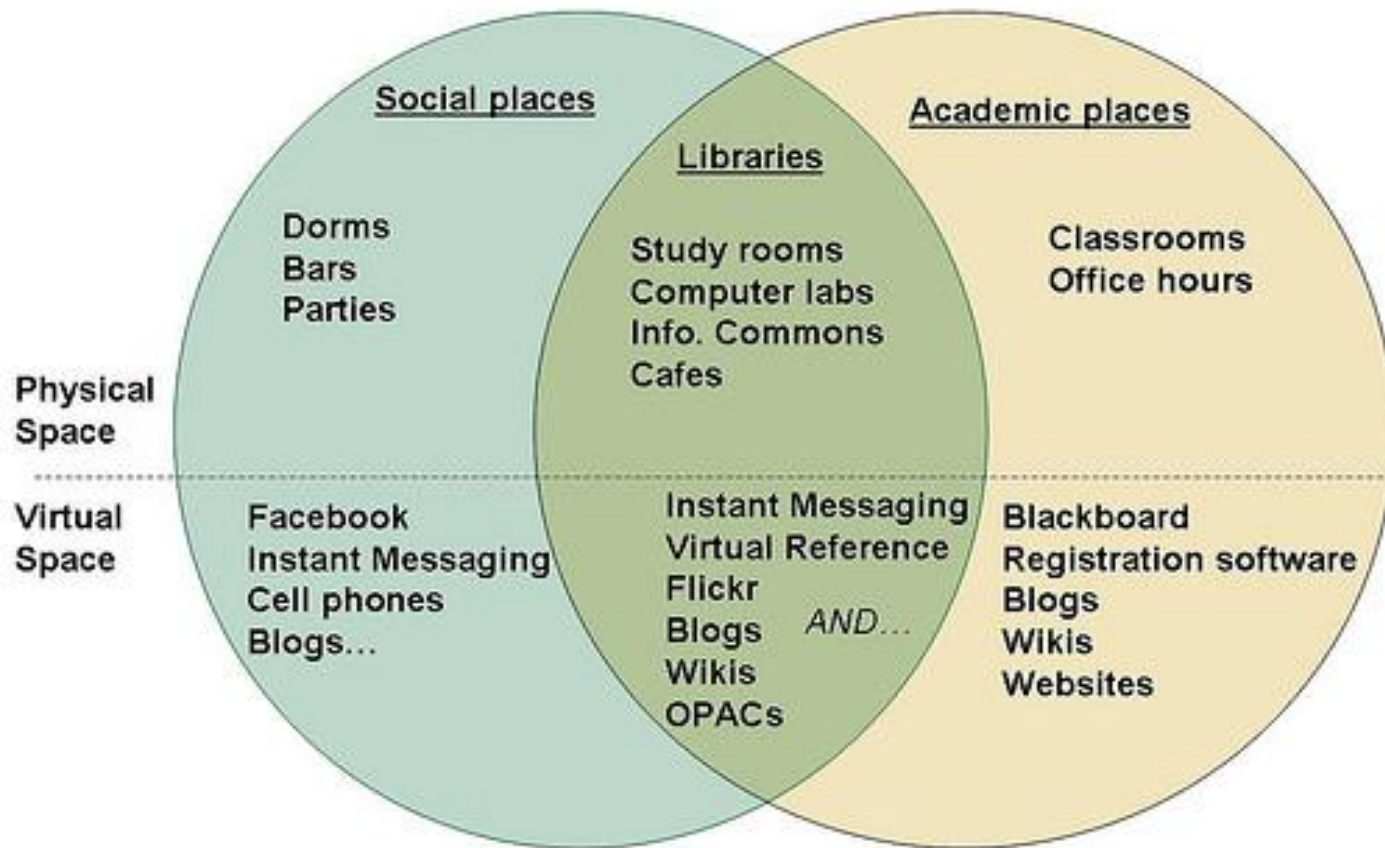 Social places
Dorms
Bars
Parties
Libraries
Study rooms
Computer labs
Info. Commons
Cafes
Academic places
Classrooms
Office hours
Physical
Space
Virtual
Space
Facebook
Instant Messaging
Cell phones
Blogs...
Instant Messaging
Virtual Reference
Flickr
Blogs
AND...
Wikis
OPACs
Blackboard
Registration software
Blogs
Wikis
Websites